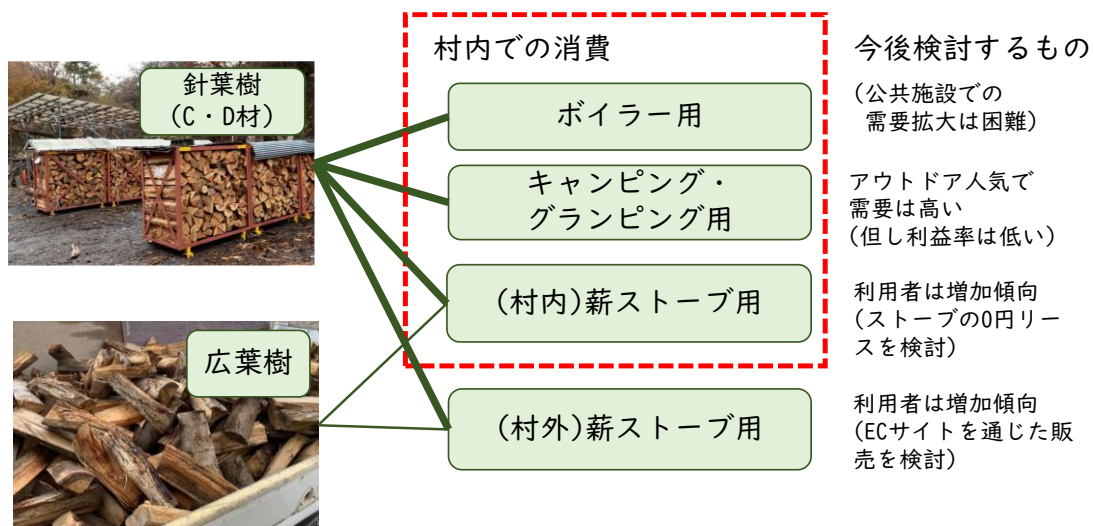 針葉樹
(C・D材)
広葉樹
村内での消費
ボイラー用
キャンピング・
グランピング用
(村内)薪ストーブ用
(村外)薪ストーブ用
今後検討するもの
(公共施設での
需要拡大は困難)
アウトドア人気で
需要は高い
(但し利益率は低い)
利用者は増加傾向
(ストーブの0円リー
スを検討)
利用者は増加傾向
(ECサイトを通じた販
売を検討)